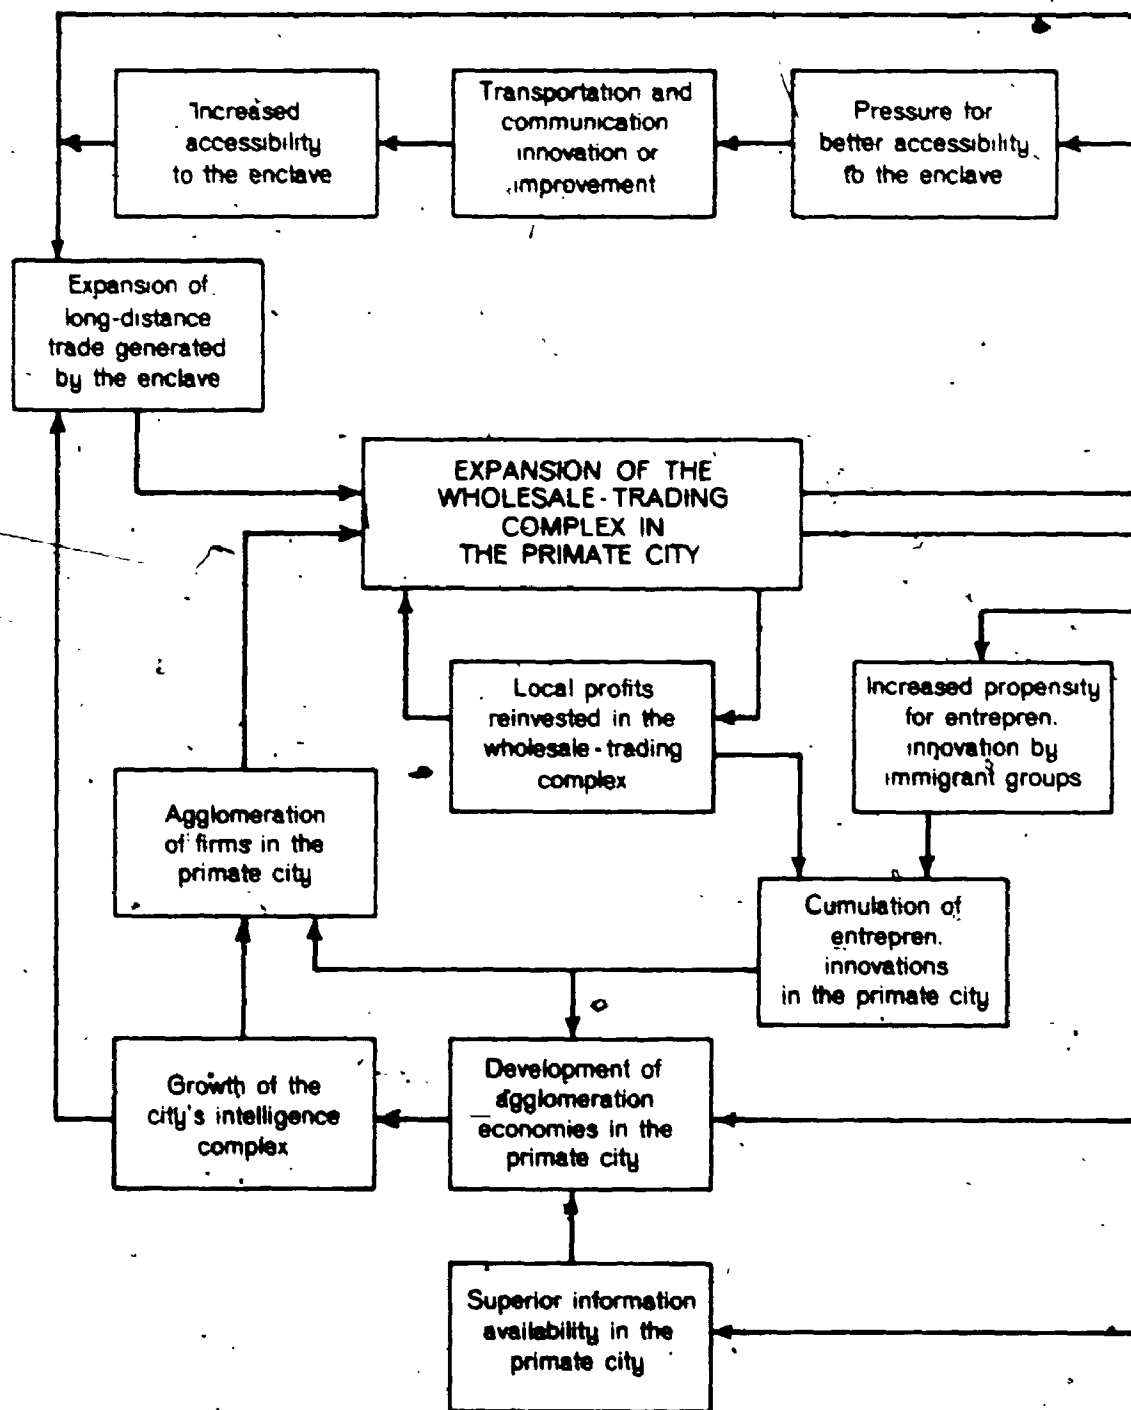 Increased
accessibility
to the enclave
Transportation and
communication
innovation or
improvement
Pressure for
better accessibility
to the enclave
Expansion of
long-distance
trade generated
by the enclave
EXPANSION OF THE
WHOLESALE-TRADING
COMPLEX IN
THE PRIMATE CITY
Local profits
reinvested in the
wholesale-trading
complex
Increased propensity
for entrepren.
innovation by
immigrant groups
Agglomeration
of firms in the
primate city
Cumulation of
entrepren.
innovations
in the primate city
Growth of the
city's intelligence
complex
Development of
agglomeration
economies in the
primate city
Superior information
availability in the
primate city